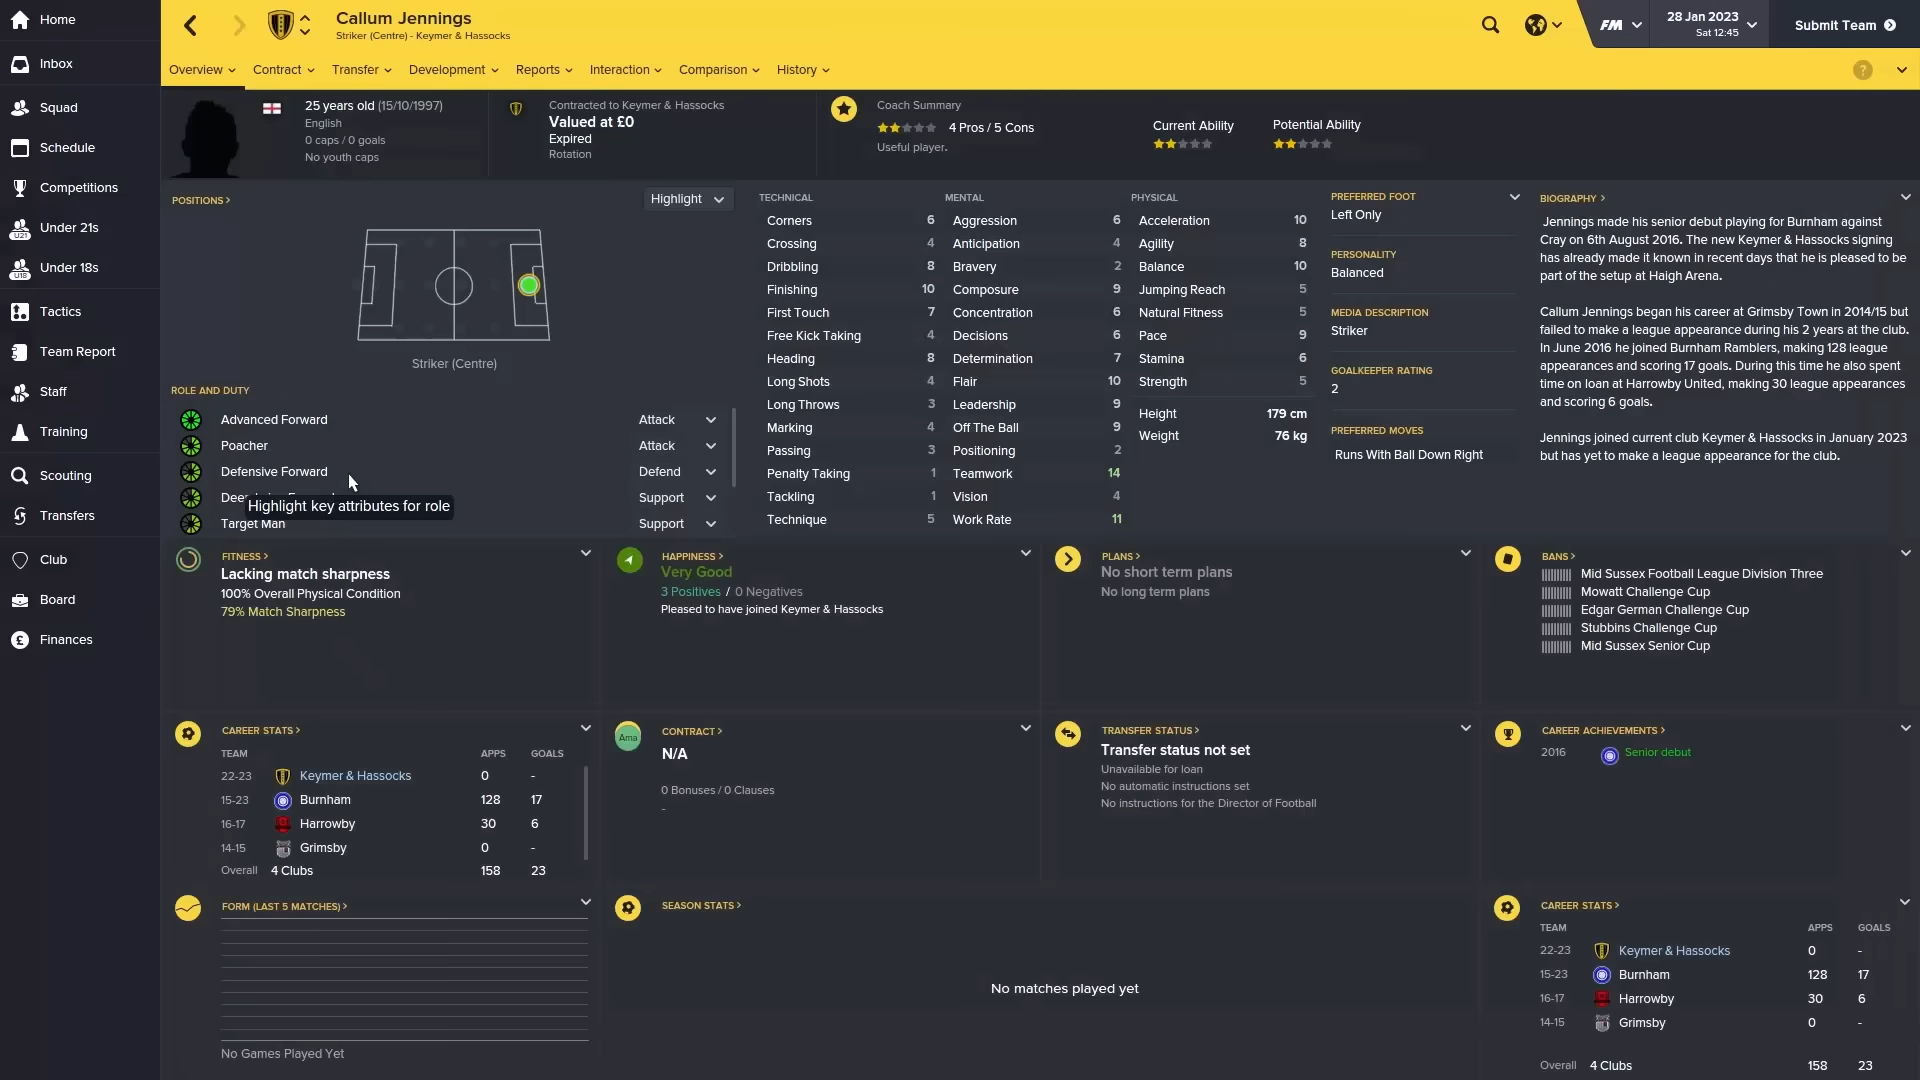 Home
Inbox
Squad
Schedule
Competitions
Under 21s
Under 18s
Tactics
Team Report
Staff
Training
Scouting
Transfers
Club
Board
Finances
Callum Jennings
Striker (Centre) - Keymer & Hassocks
FM
28 Jan 2023
Sat 12:45
Submit Team
Overview
Contract
Transfer
Development
Reports
Interaction
Comparison
History
?
25 years old (15/10/1997)
English
0 caps / 0 goals
No youth caps
Contracted to Keymer & Hassocks
Valued at £0
Expired
Rotation
Coach Summary
4 Pros / 5 Cons
Useful player.
Current Ability
Potential Ability
POSITIONS >
Highlight
Striker (Centre)
ROLE AND DUTY
Advanced Forward Attack
Poacher Attack
Defensive Forward Defend
Support
Highlight key attributes for role
Target Man Support
TECHNICAL
Corners 6
Crossing 4
Dribbling 8
Finishing 10
First Touch 7
Free Kick Taking 4
Heading 8
Long Shots 4
Long Throws 3
Marking 4
Passing 3
Penalty Taking 1
Tackling 1
Technique 5
MENTAL
Aggression 6
Anticipation 4
Bravery 2
Composure 9
Concentration 6
Decisions 6
Determination 7
Flair 10
Leadership 9
Off The Ball 9
Positioning 2
Teamwork 14
Vision 4
Work Rate 11
PHYSICAL
Acceleration 10
Agility 8
Balance 10
Jumping Reach 5
Natural Fitness 5
Pace 9
Stamina 6
Strength 5
Height 179 cm
Weight 76 kg
PREFERRED FOOT
Left Only
PERSONALITY
Balanced
MEDIA DESCRIPTION
Striker
GOALKEEPER RATING
2
PREFERRED MOVES
Runs With Ball Down Right
BIOGRAPHY >
Jennings made his senior debut playing for Burnham against
Cray on 6th August 2016. The new Keymer & Hassocks signing
has already made it known in recent days that he is pleased to be
part of the setup at Haigh Arena.
Callum Jennings began his career at Grimsby Town in 2014/15 but
failed to make a league appearance during his 2 years at the club.
In June 2016 he joined Burnham Ramblers, making 128 league
appearances and scoring 17 goals. During this time he also spent
time on loan at Harrowby United, making 30 league appearances
and scoring 6 goals.
Jennings joined current club Keymer & Hassocks in January 2023
but has yet to make a league appearance for the club.
FITNESS >
Lacking match sharpness
100% Overall Physical Condition
79% Match Sharpness
HAPPINESS >
Very Good
3 Positives / 0 Negatives
Pleased to have joined Keymer & Hassocks
PLANS >
No short term plans
No long term plans
BANS >
Mid Sussex Football League Division Three
Mowatt Challenge Cup
Edgar German Challenge Cup
Stubbins Challenge Cup
Mid Sussex Senior Cup
CAREER STATS >
TEAM APPS GOALS
22-23 Keymer & Hassocks 0 -
15-23 Burnham 128 17
16-17 Harrowby 30 6
14-15 Grimsby 0 -
Overall 4 Clubs 158 23
Ama
CONTRACT >
N/A
0 Bonuses / 0 Clauses
-
TRANSFER STATUS >
Transfer status not set
Unavailable for loan
No automatic instructions set
No instructions for the Director of Football
CAREER ACHIEVEMENTS >
2016 Senior debut
FORM (LAST 5 MATCHES) >
No Games Played Yet
SEASON STATS >
No matches played yet
CAREER STATS >
TEAM APPS GOALS
22-23 Keymer & Hassocks 0 -
15-23 Burnham 128 17
16-17 Harrowby 30 6
14-15 Grimsby 0 -
Overall 4 Clubs 158 23